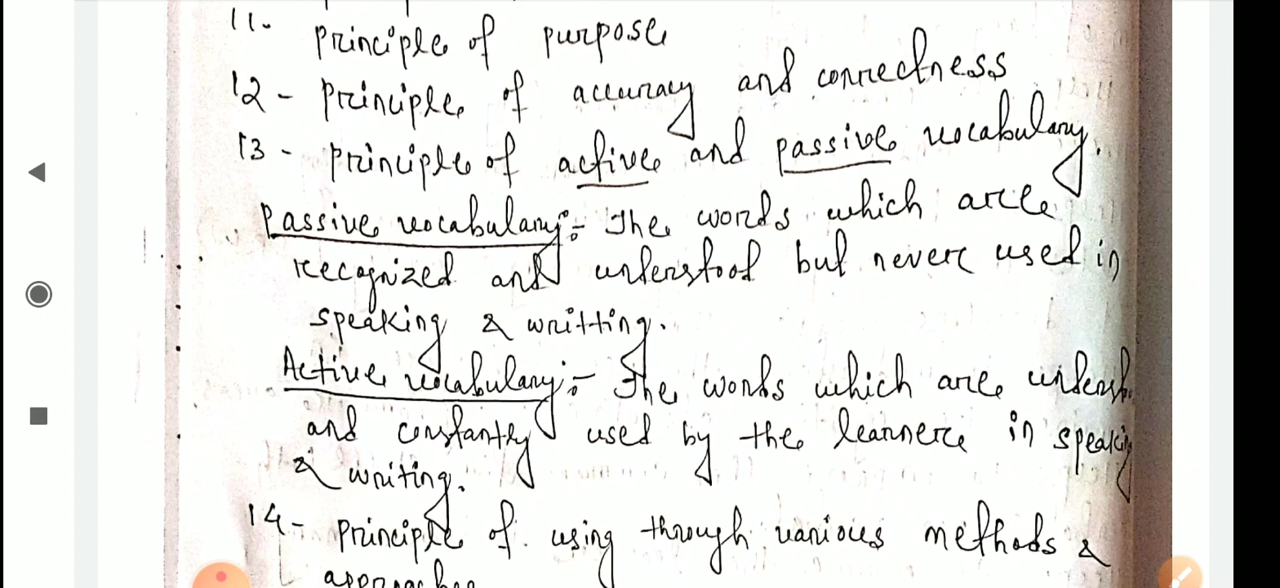 11- principle of purpose
12 - principle of accuracy and correctness
13 - principle of active and passive vocabulary.
Passive vocabulary:- The words which are
recognized and understood but never used in
speaking & writting.
Active vocabulary:- The words which are
and constantly used by the learner in
& writing.
14- Principle of using through various methods &